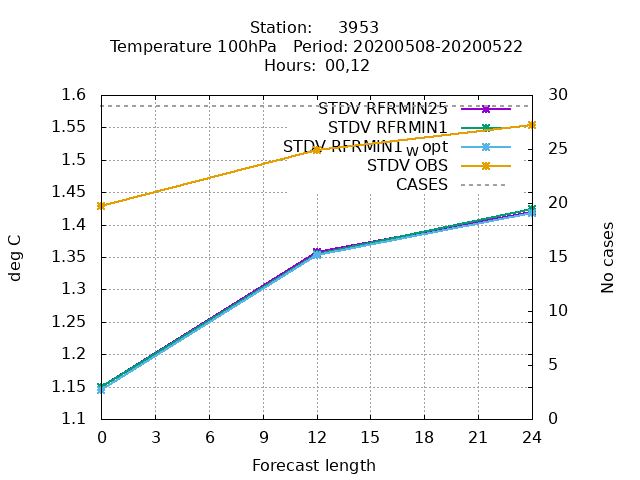 Station:     3953
Temperature 100hPa   Period: 20200508-20200522
Hours: 00,12
1.6
1.55
1.5
1.45
1.4
1.35
1.3
1.25
1.2
1.15
1.1
deg C
STDV RFRMIN25
STDV RFRMIN1
STDV RFRMIN1_w opt
STDV OBS
CASES
30
25
20
15
10
5
0
No cases
0 3 6 9 12 15 18 21 24
Forecast length